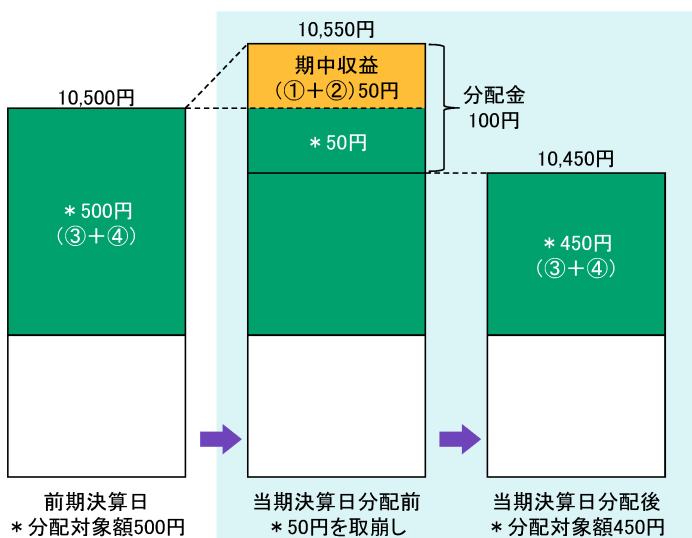 10,550円
10,500円
期中収益
(①+②)50円
分配金
100円
*50円
10,450円
*500円
(③+④)
*450円
(③+④)
前期決算日
*分配対象額500円
当期決算日分配前
*50円を取崩し
当期決算日分配後
*分配対象額450円